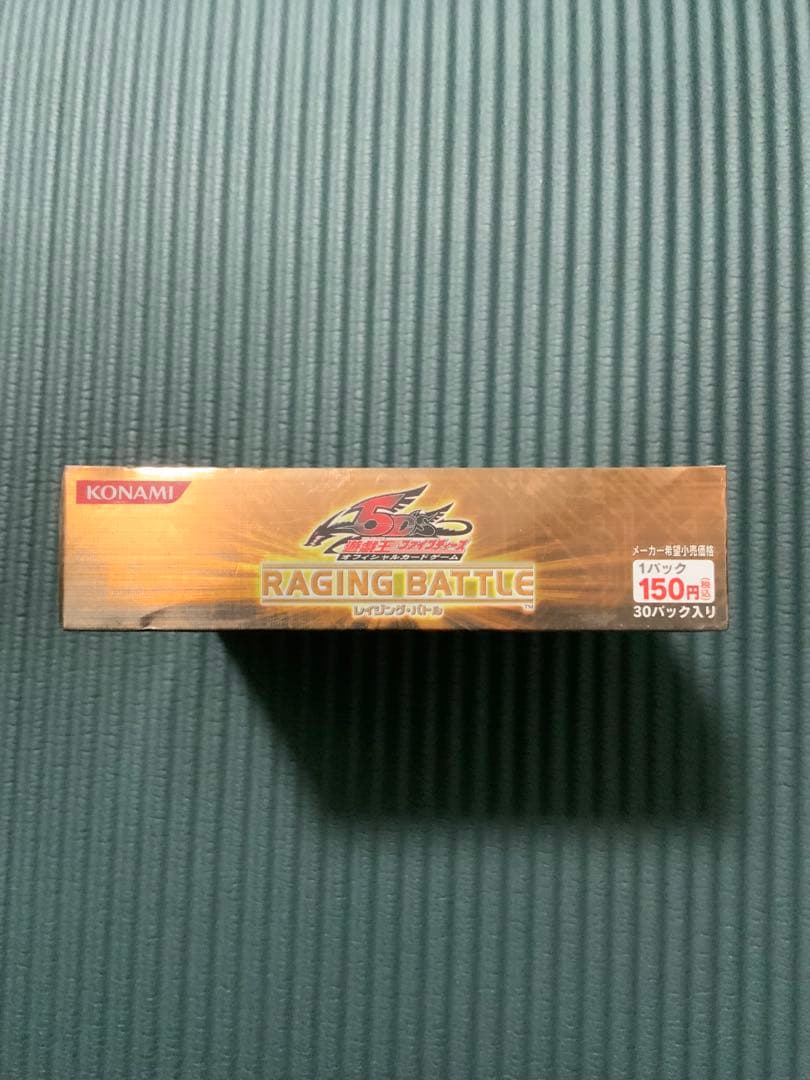 KONAMI
5D's
遊戯王ファイブディーズ
オフィシャルカードゲーム
RAGING BATTLE
TM
レイジング・バトル
メーカー希望小売価格
1パック
150円(税込)
30パック入り